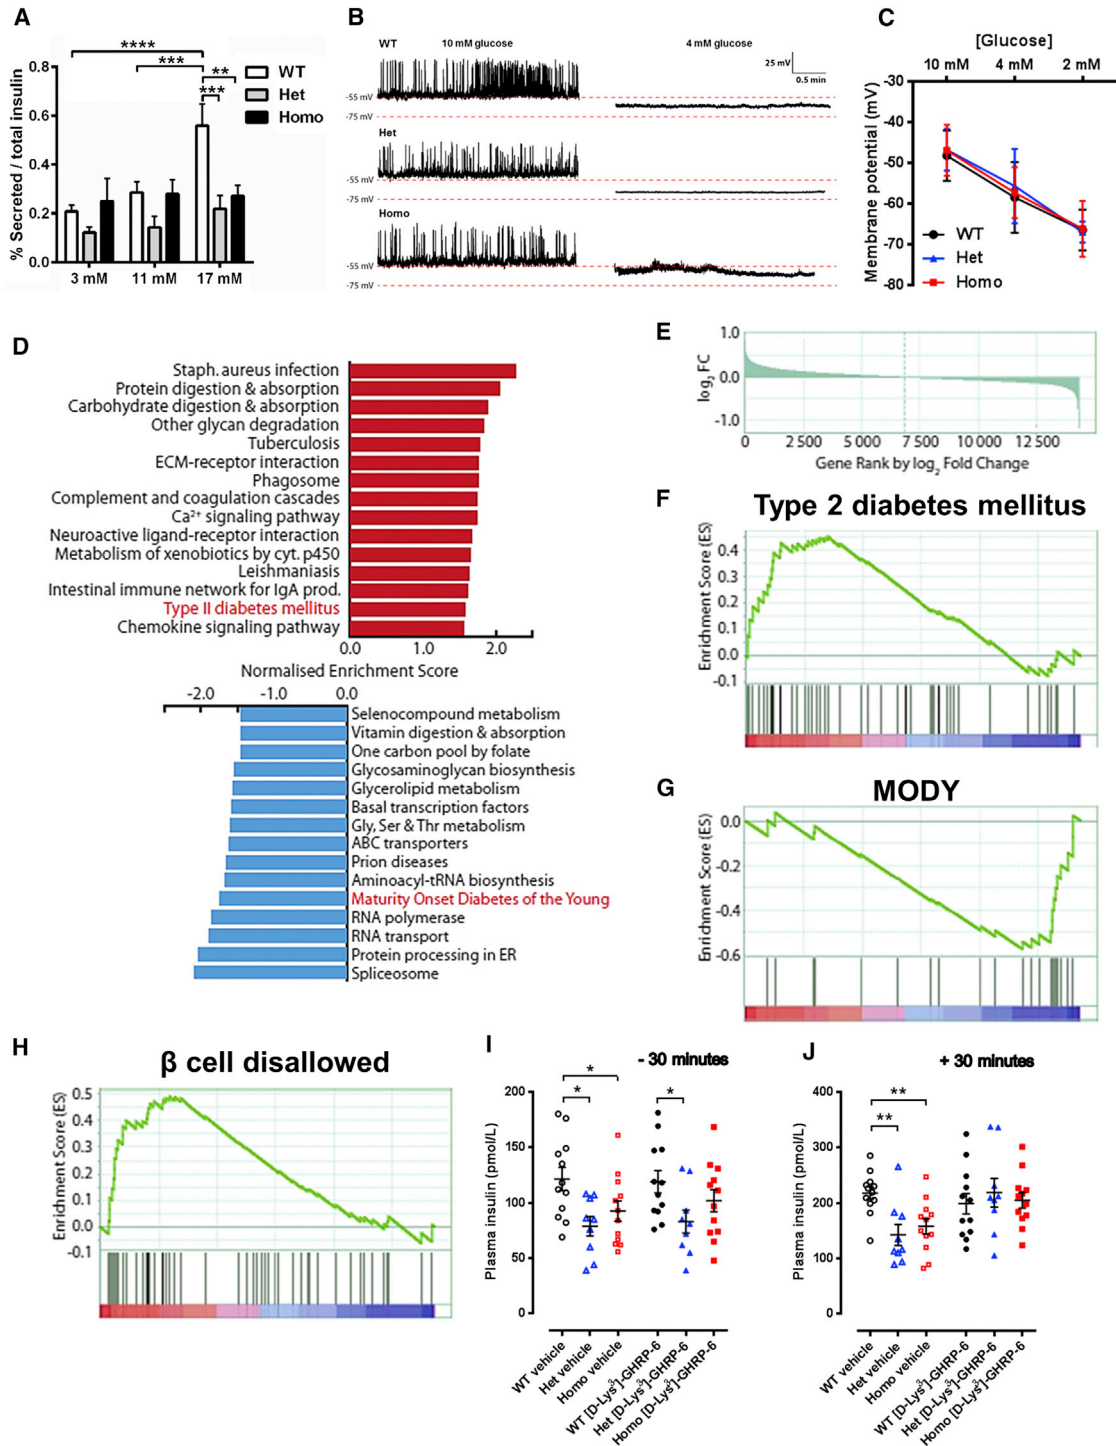 A
****
***
**
***
% Secreted / total insulin
0.8
0.6
0.4
0.2
0.0
3 mM
11 mM
17 mM
WT
Het
Homo
B
WT
10 mM glucose
4 mM glucose
25 mV
0.5 min
-55 mV
-75 mV
Het
-55 mV
-75 mV
Homo
-55 mV
-75 mV
C
[Glucose]
10 mM
4 mM
2 mM
Membrane potential (mV)
-30
-40
-50
-60
-70
-80
WT
Het
Homo
D
Staph. aureus infection
Protein digestion & absorption
Carbohydrate digestion & absorption
Other glycan degradation
Tuberculosis
ECM-receptor interaction
Phagosome
Complement and coagulation cascades
Ca²⁺ signaling pathway
Neuroactive ligand-receptor interaction
Metabolism of xenobiotics by cyt. p450
Leishmaniasis
Intestinal immune network for IgA prod.
Type II diabetes mellitus
Chemokine signaling pathway
0.0
1.0
2.0
Normalised Enrichment Score
-2.0
-1.0
0.0
Selenocompound metabolism
Vitamin digestion & absorption
One carbon pool by folate
Glycosaminoglycan biosynthesis
Glycerolipid metabolism
Basal transcription factors
Gly, Ser & Thr metabolism
ABC transporters
Prion diseases
Aminoacyl-tRNA biosynthesis
Maturity Onset Diabetes of the Young
RNA polymerase
RNA transport
Protein processing in ER
Spliceosome
E
log₂ FC
1.0
0.0
-1.0
0
2 500
5 000
7 500
10 000
12 500
Gene Rank by log₂ Fold Change
F
Type 2 diabetes mellitus
Enrichment Score (ES)
0.4
0.3
0.2
0.1
0.0
-0.1
G
MODY
Enrichment Score (ES)
0.0
-0.2
-0.4
-0.6
H
β cell disallowed
Enrichment Score (ES)
0.5
0.4
0.3
0.2
0.1
0.0
-0.1
I
- 30 minutes
*
*
*
Plasma insulin (pmol/L)
200
150
100
50
0
WT vehicle
Het vehicle
Homo vehicle
WT [D-Lys³]-GHRP-6
Het [D-Lys³]-GHRP-6
Homo [D-Lys³]-GHRP-6
J
+ 30 minutes
**
**
Plasma insulin (pmol/L)
400
300
200
100
0
WT vehicle
Het vehicle
Homo vehicle
WT [D-Lys³]-GHRP-6
Het [D-Lys³]-GHRP-6
Homo [D-Lys³]-GHRP-6